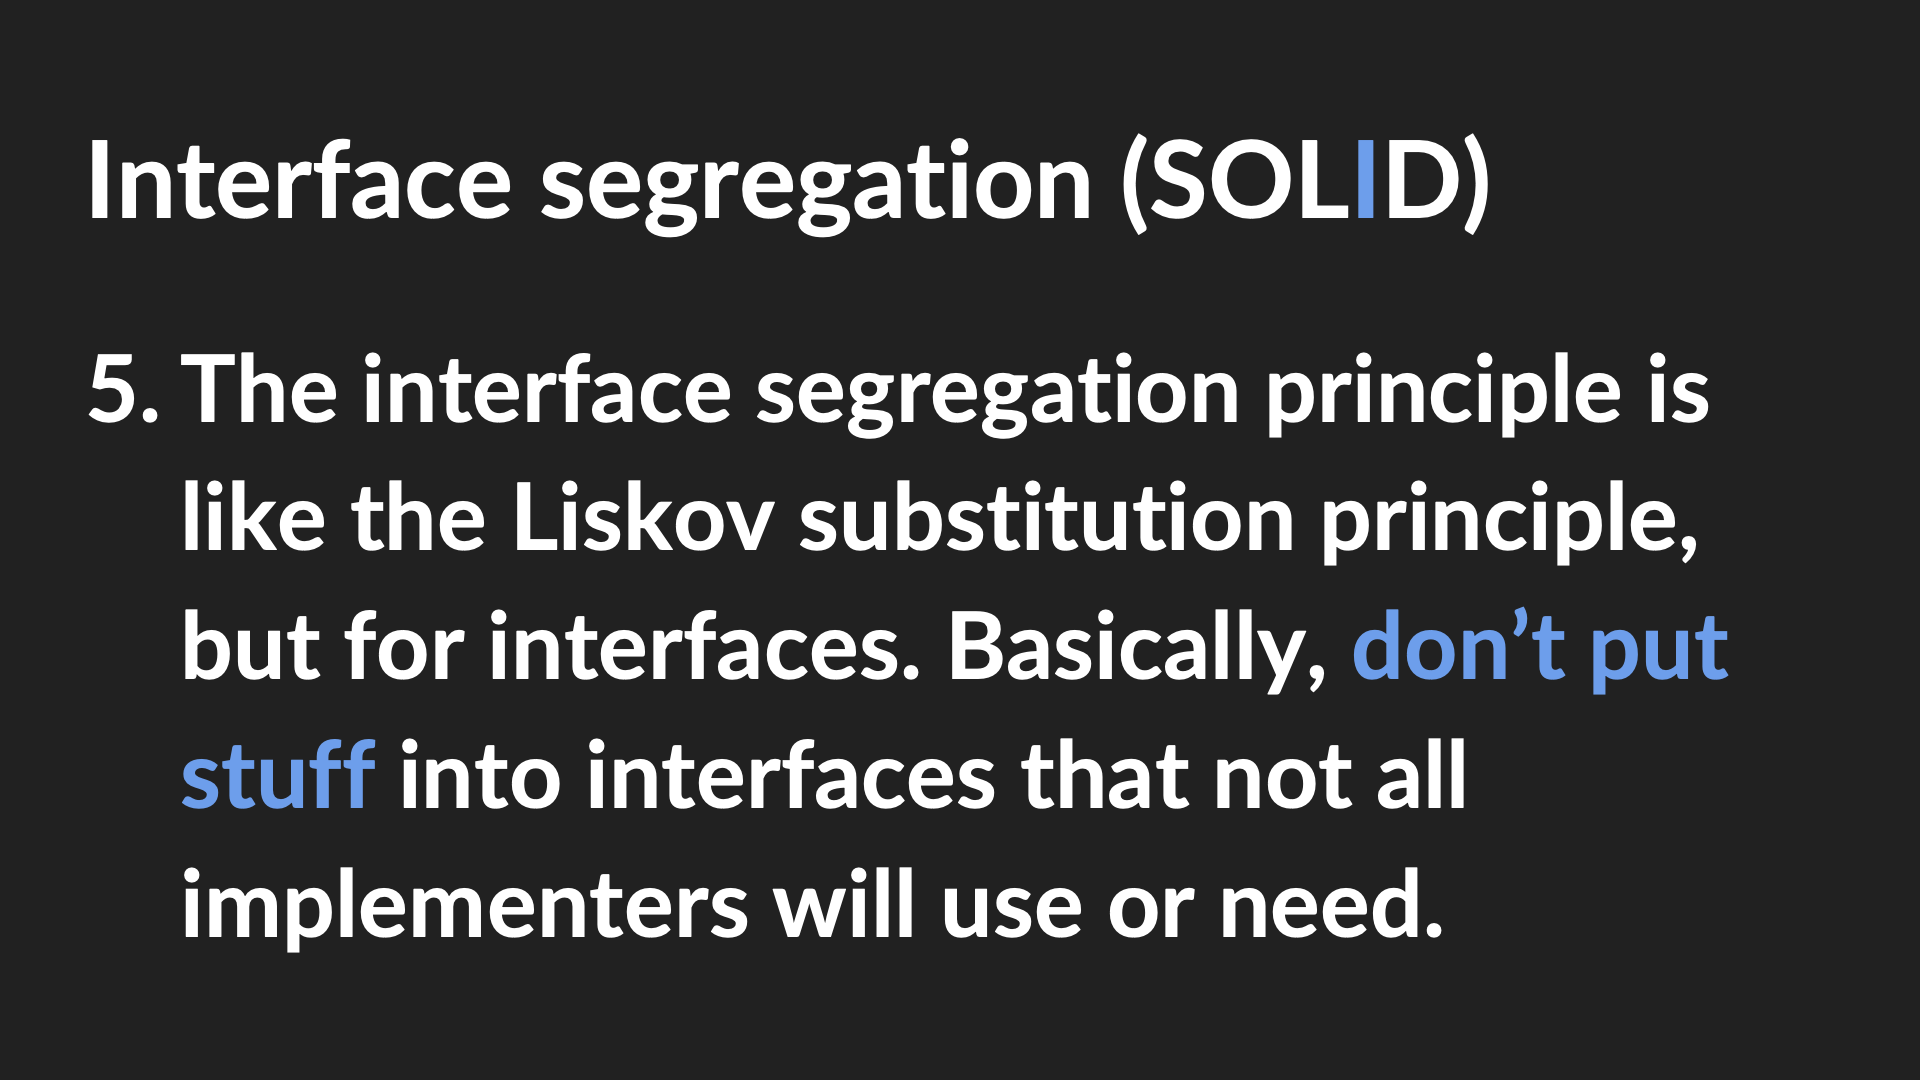 Interface segregation (SOLID)
5. The interface segregation principle is
like the Liskov substitution principle,
but for interfaces. Basically, don’t put
stuff into interfaces that not all
implementers will use or need.